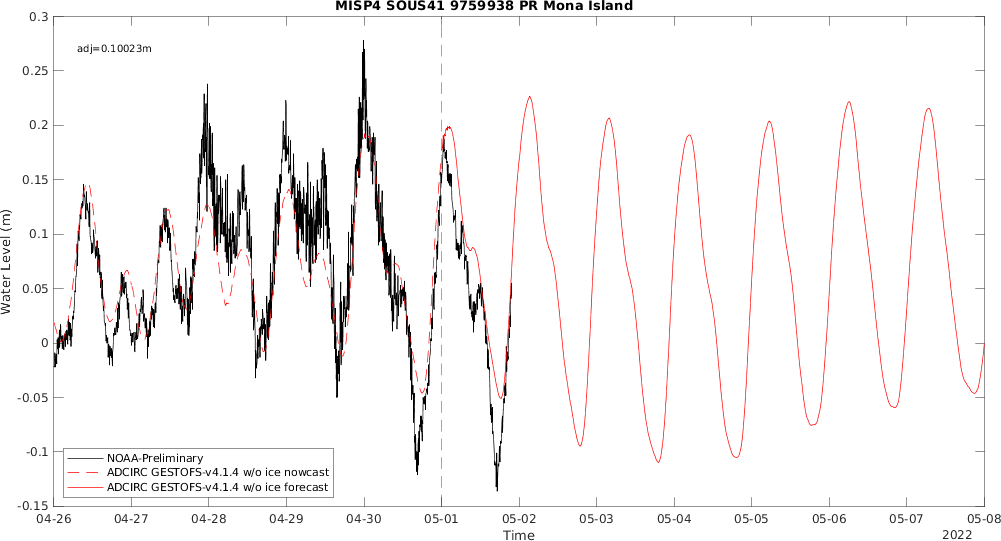 MISP4 SOUS41 9759938 PR Mona Island
adj=0.10023m
0.3
0.25
0.2
0.15
0.1
0.05
0
-0.05
-0.1
-0.15
Water Level (m)
NOAA-Preliminary
ADCIRC GESTOFS-v4.1.4 w/o ice nowcast
ADCIRC GESTOFS-v4.1.4 w/o ice forecast
04-26 04-27 04-28 04-29 04-30 05-01 05-02 05-03 05-04 05-05 05-06 05-07 05-08
Time
2022